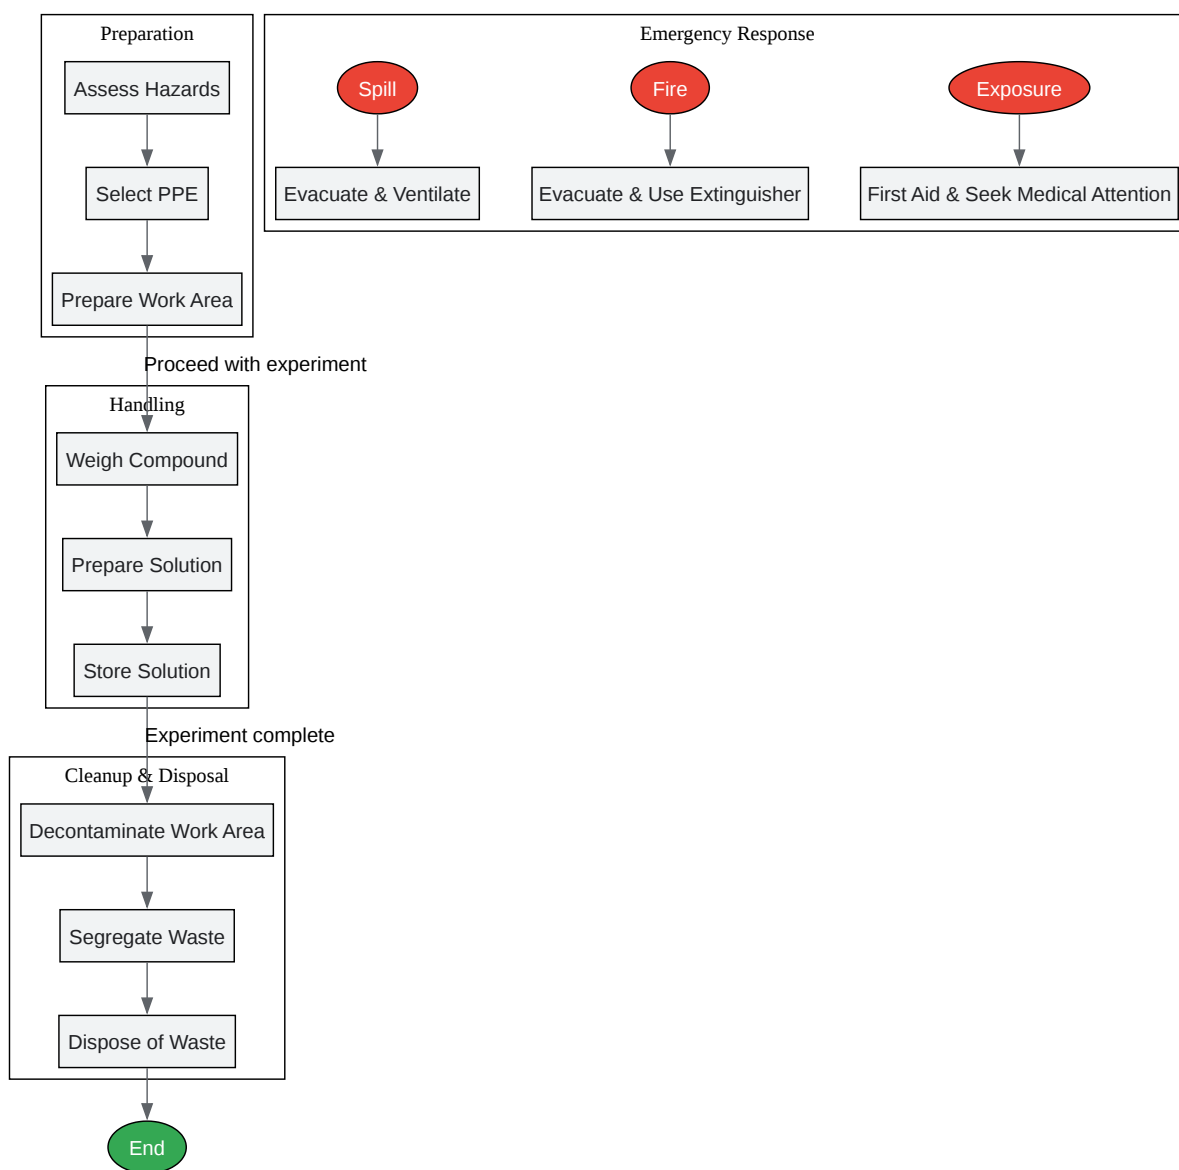 Preparation
Assess Hazards
Select PPE
Prepare Work Area
Emergency Response
Spill
Fire
Exposure
Evacuate & Ventilate
Evacuate & Use Extinguisher
First Aid & Seek Medical Attention
Proceed with experiment
Handling
Weigh Compound
Prepare Solution
Store Solution
Experiment complete
Cleanup & Disposal
Decontaminate Work Area
Segregate Waste
Dispose of Waste
End